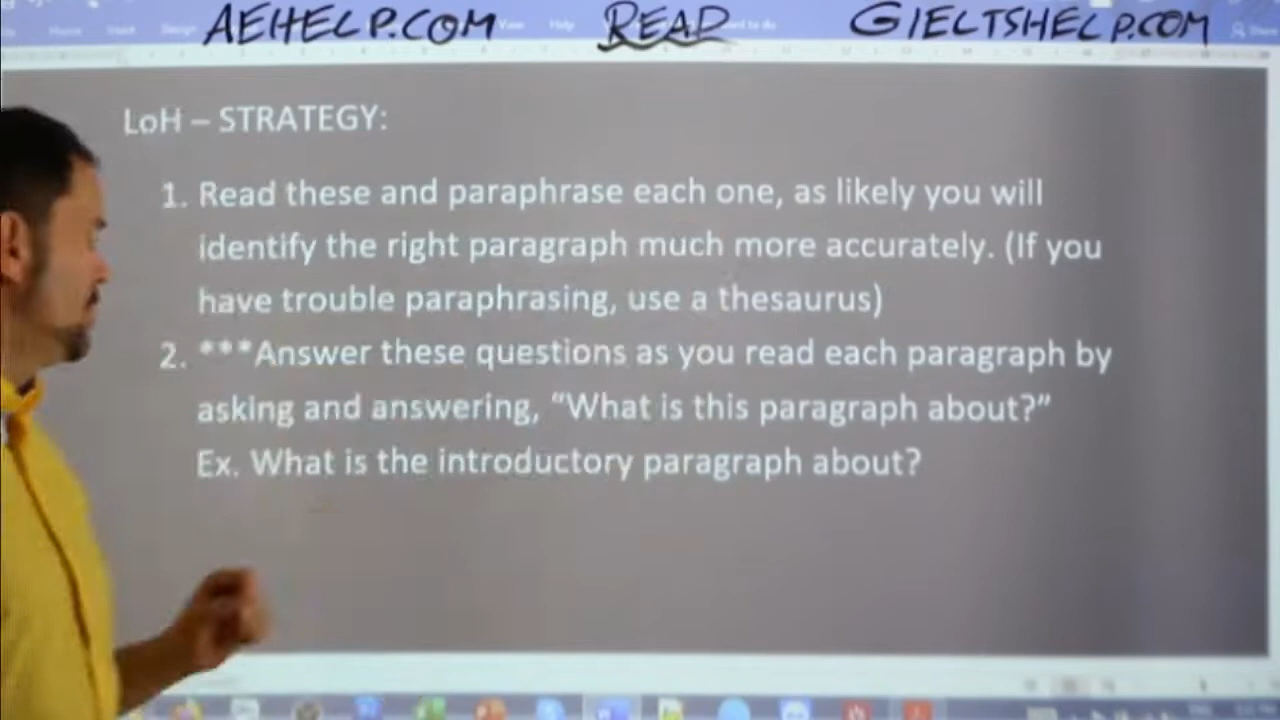 AEHELP.COM READ GIELTSHELP.COM
LoH – STRATEGY:
1. Read these and paraphrase each one, as likely you will
identify the right paragraph much more accurately. (If you
have trouble paraphrasing, use a thesaurus)
2. ***Answer these questions as you read each paragraph by
asking and answering, “What is this paragraph about?”
Ex. What is the introductory paragraph about?